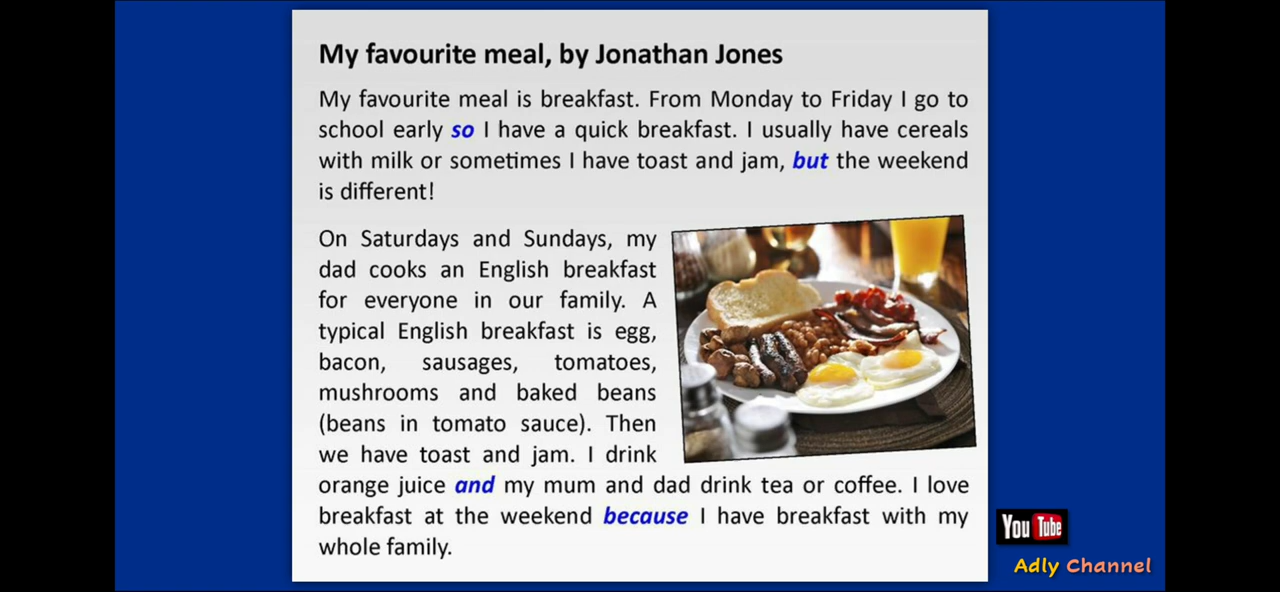 My favourite meal, by Jonathan Jones
My favourite meal is breakfast. From Monday to Friday I go to
school early so I have a quick breakfast. I usually have cereals
with milk or sometimes I have toast and jam, but the weekend
is different!
On Saturdays and Sundays, my
dad cooks an English breakfast
for everyone in our family. A
typical English breakfast is egg,
bacon, sausages, tomatoes,
mushrooms and baked beans
(beans in tomato sauce). Then
we have toast and jam. I drink
orange juice and my mum and dad drink tea or coffee. I love
breakfast at the weekend because I have breakfast with my
whole family.
You Tube
Adly Channel